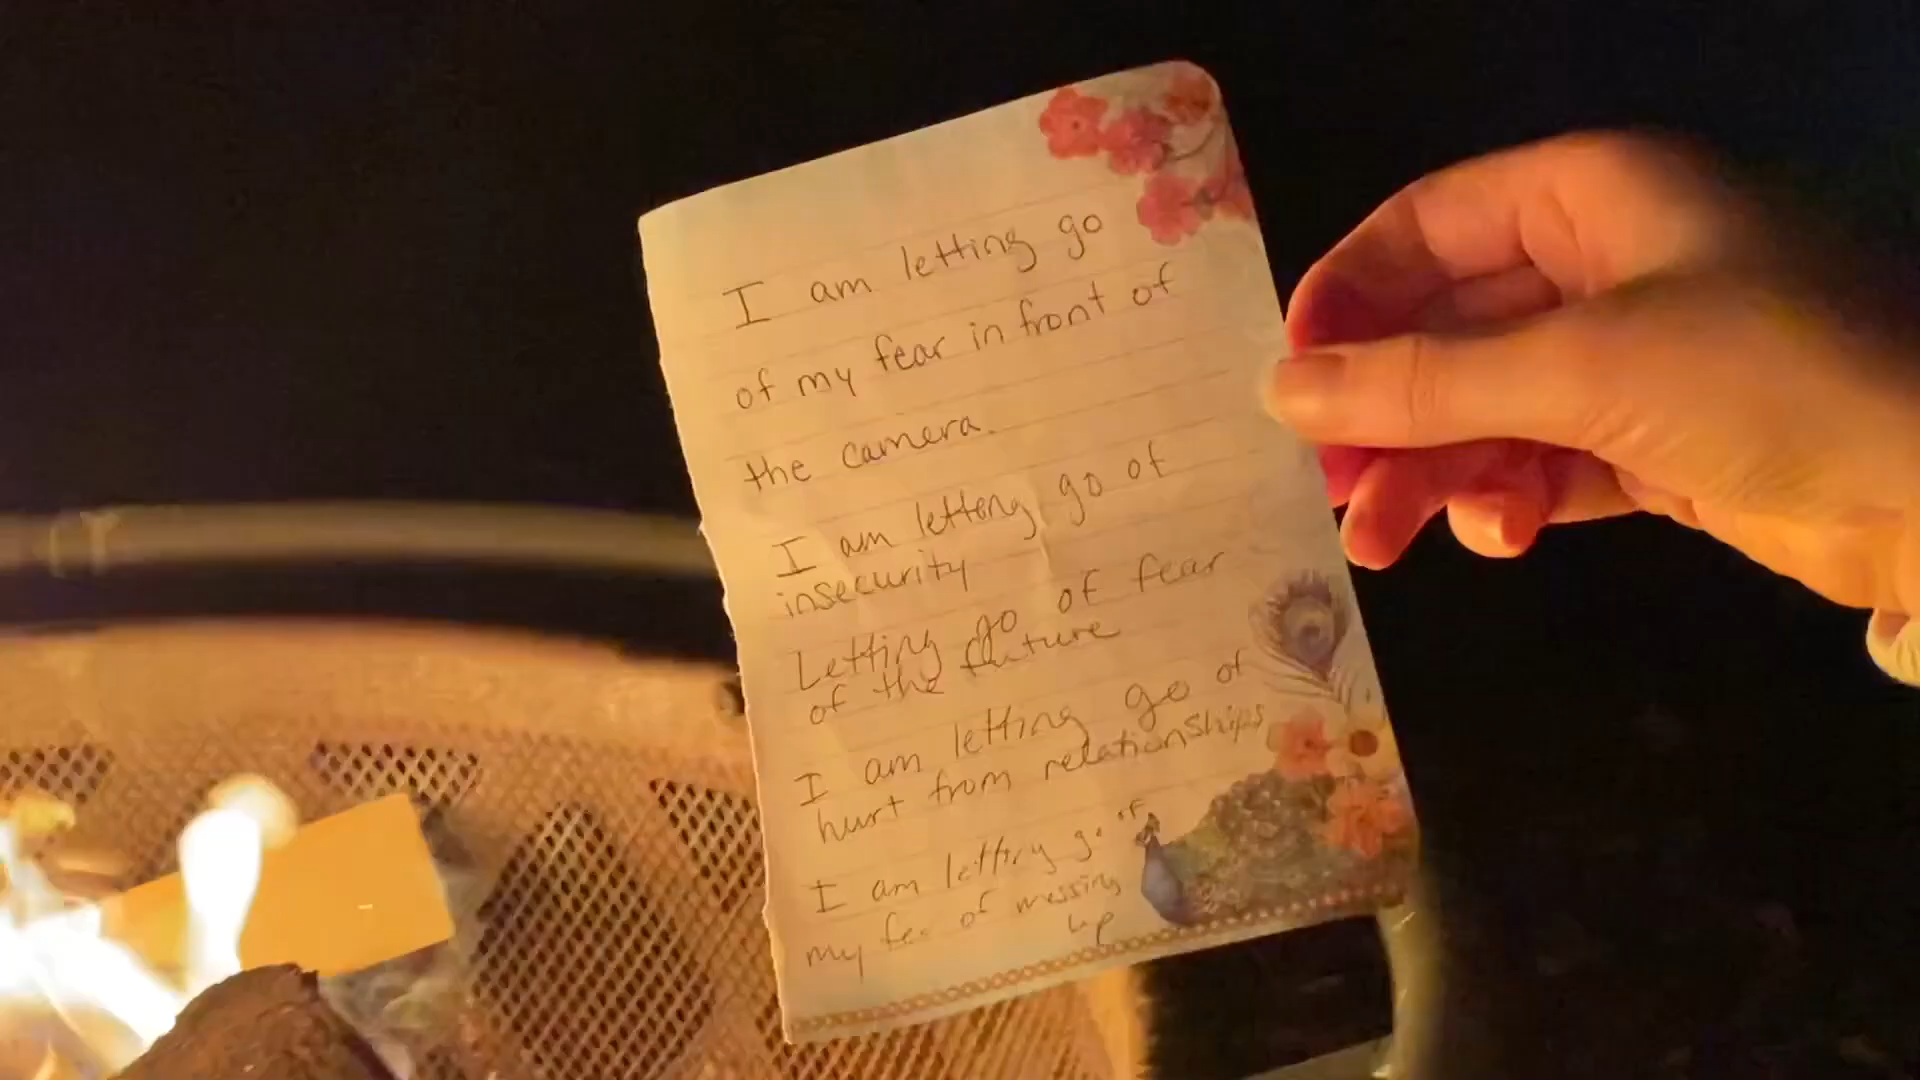 I am letting go
of my fear in front of
the camera.
I am letteng go of
insecurity
Letting go of fear
of the future
I am letting go of
hurt from relationships
I am letting go of
my fear of messing
up